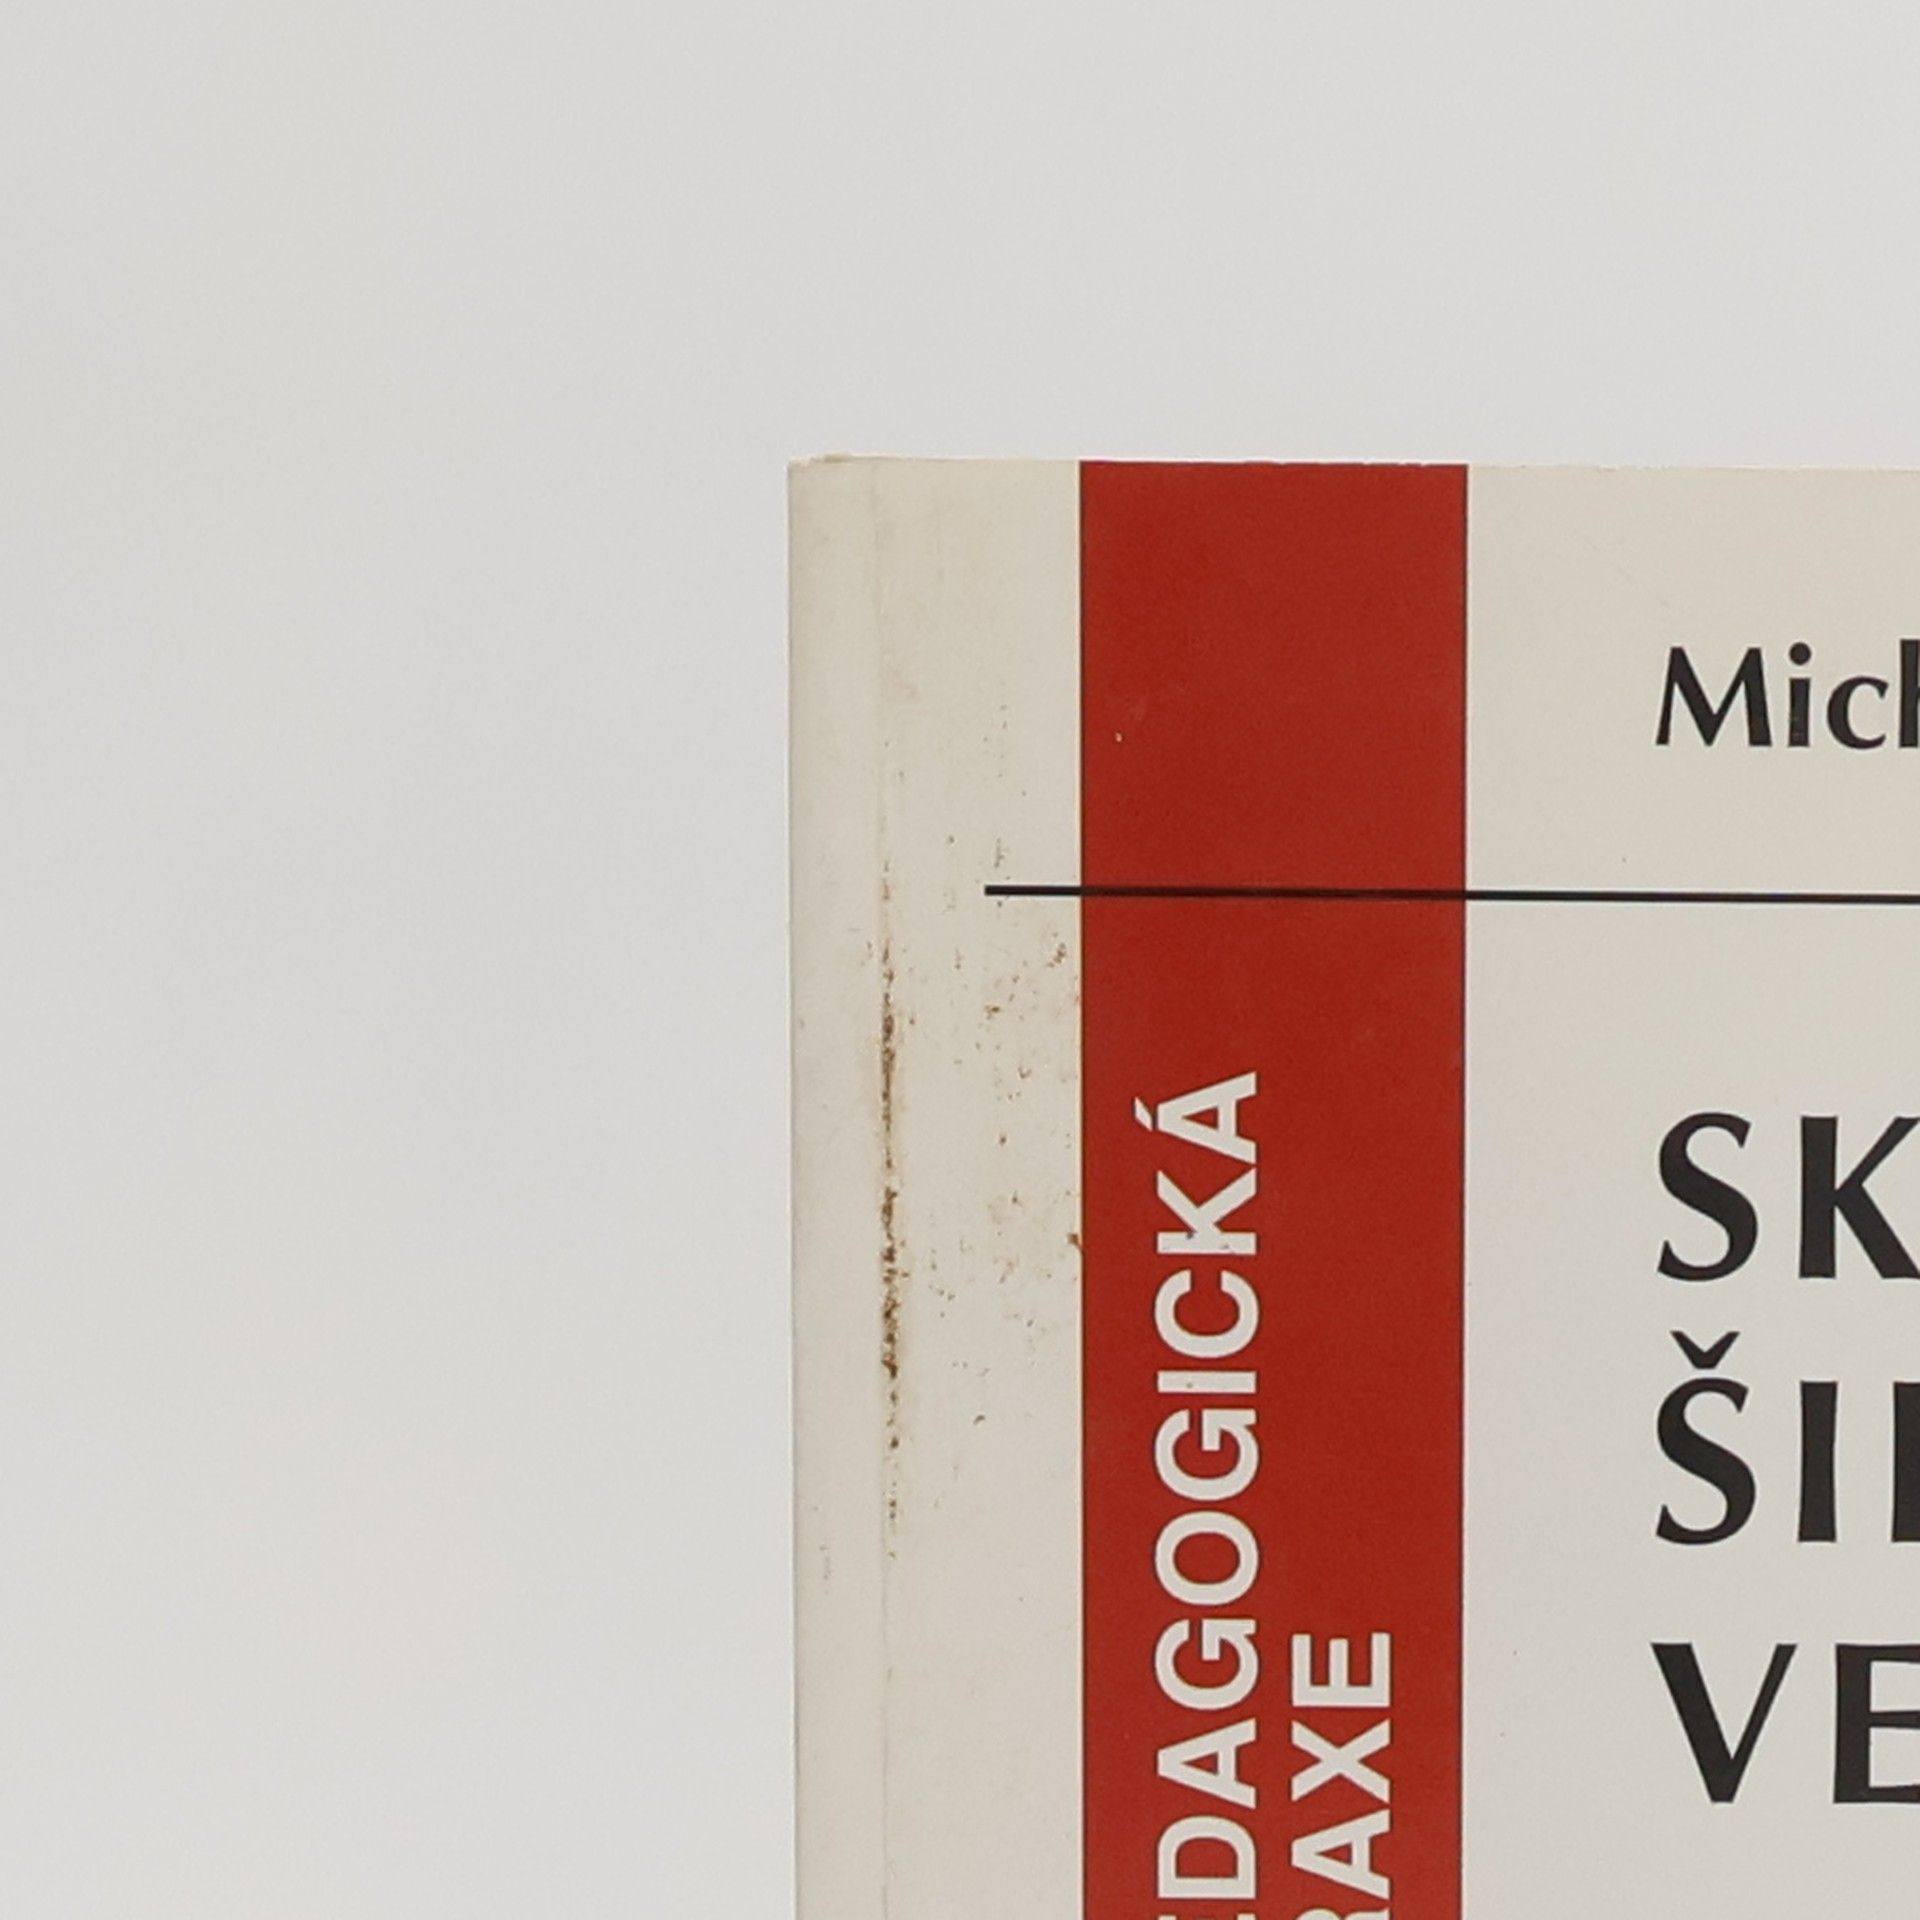 Mich
SK
ŠI
VE
EDAGOGICKÁ
RAXE